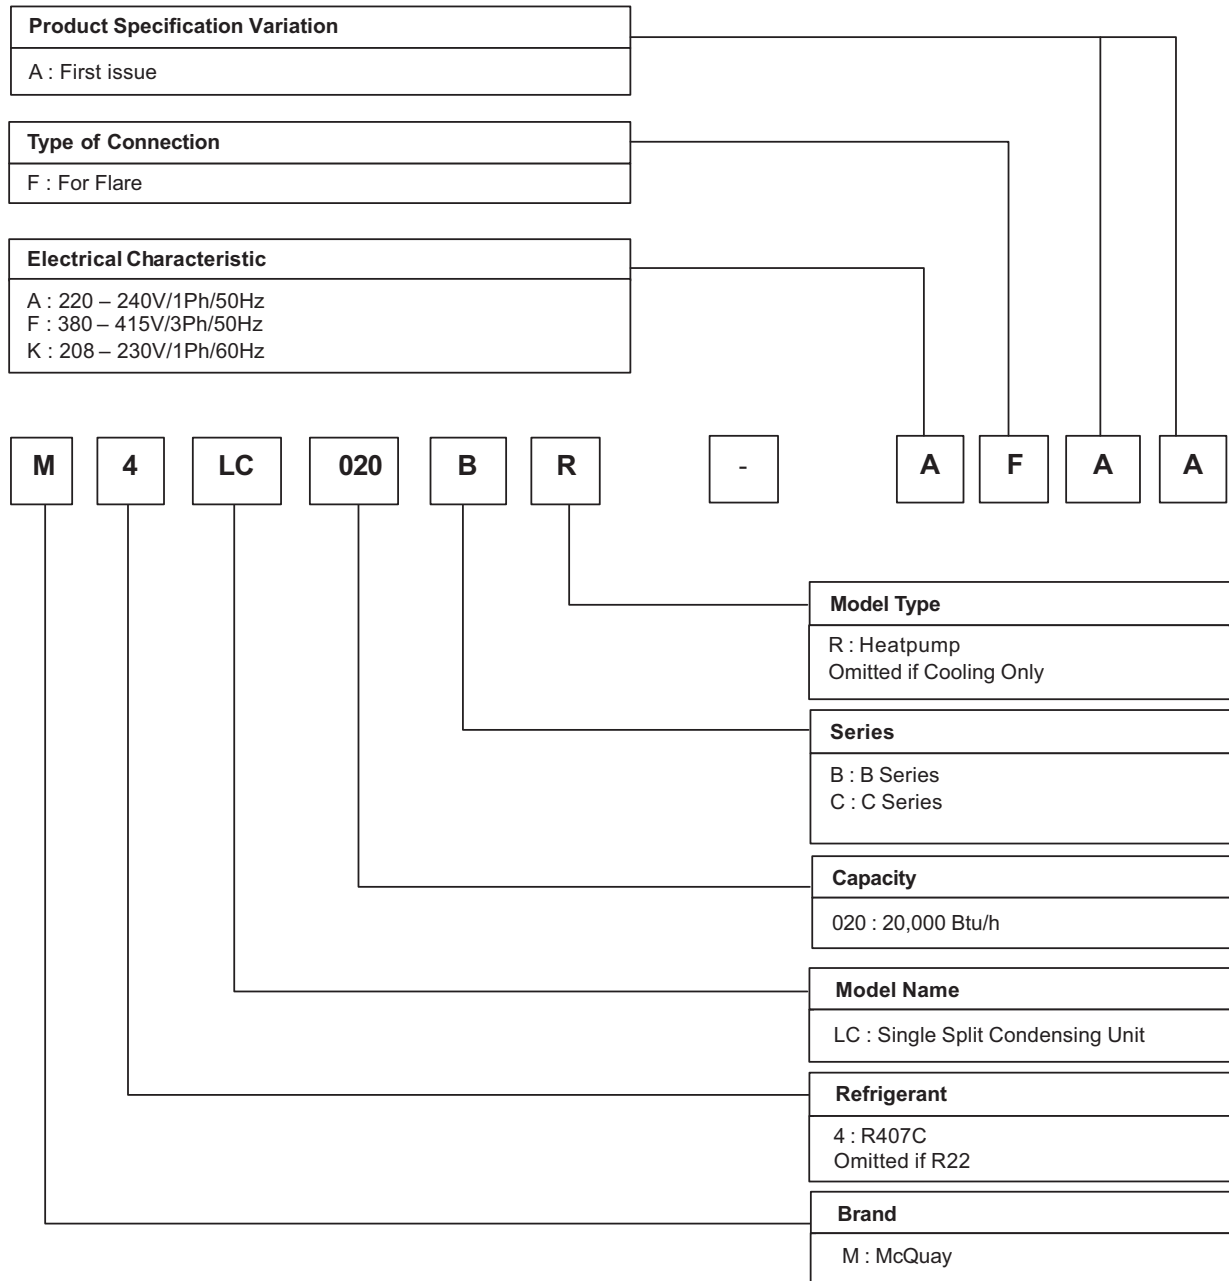 Product Specification Variation
A : First issue
Type of Connection
F : For Flare
Electrical Characteristic
A : 220 – 240V/1Ph/50Hz
F : 380 – 415V/3Ph/50Hz
K : 208 – 230V/1Ph/60Hz
M 4 LC 020 B R - A F A A
Model Type
R : Heatpump
Omitted if Cooling Only
Series
B : B Series
C : C Series
Capacity
020 : 20,000 Btu/h
Model Name
LC : Single Split Condensing Unit
Refrigerant
4 : R407C
Omitted if R22
Brand
M : McQuay